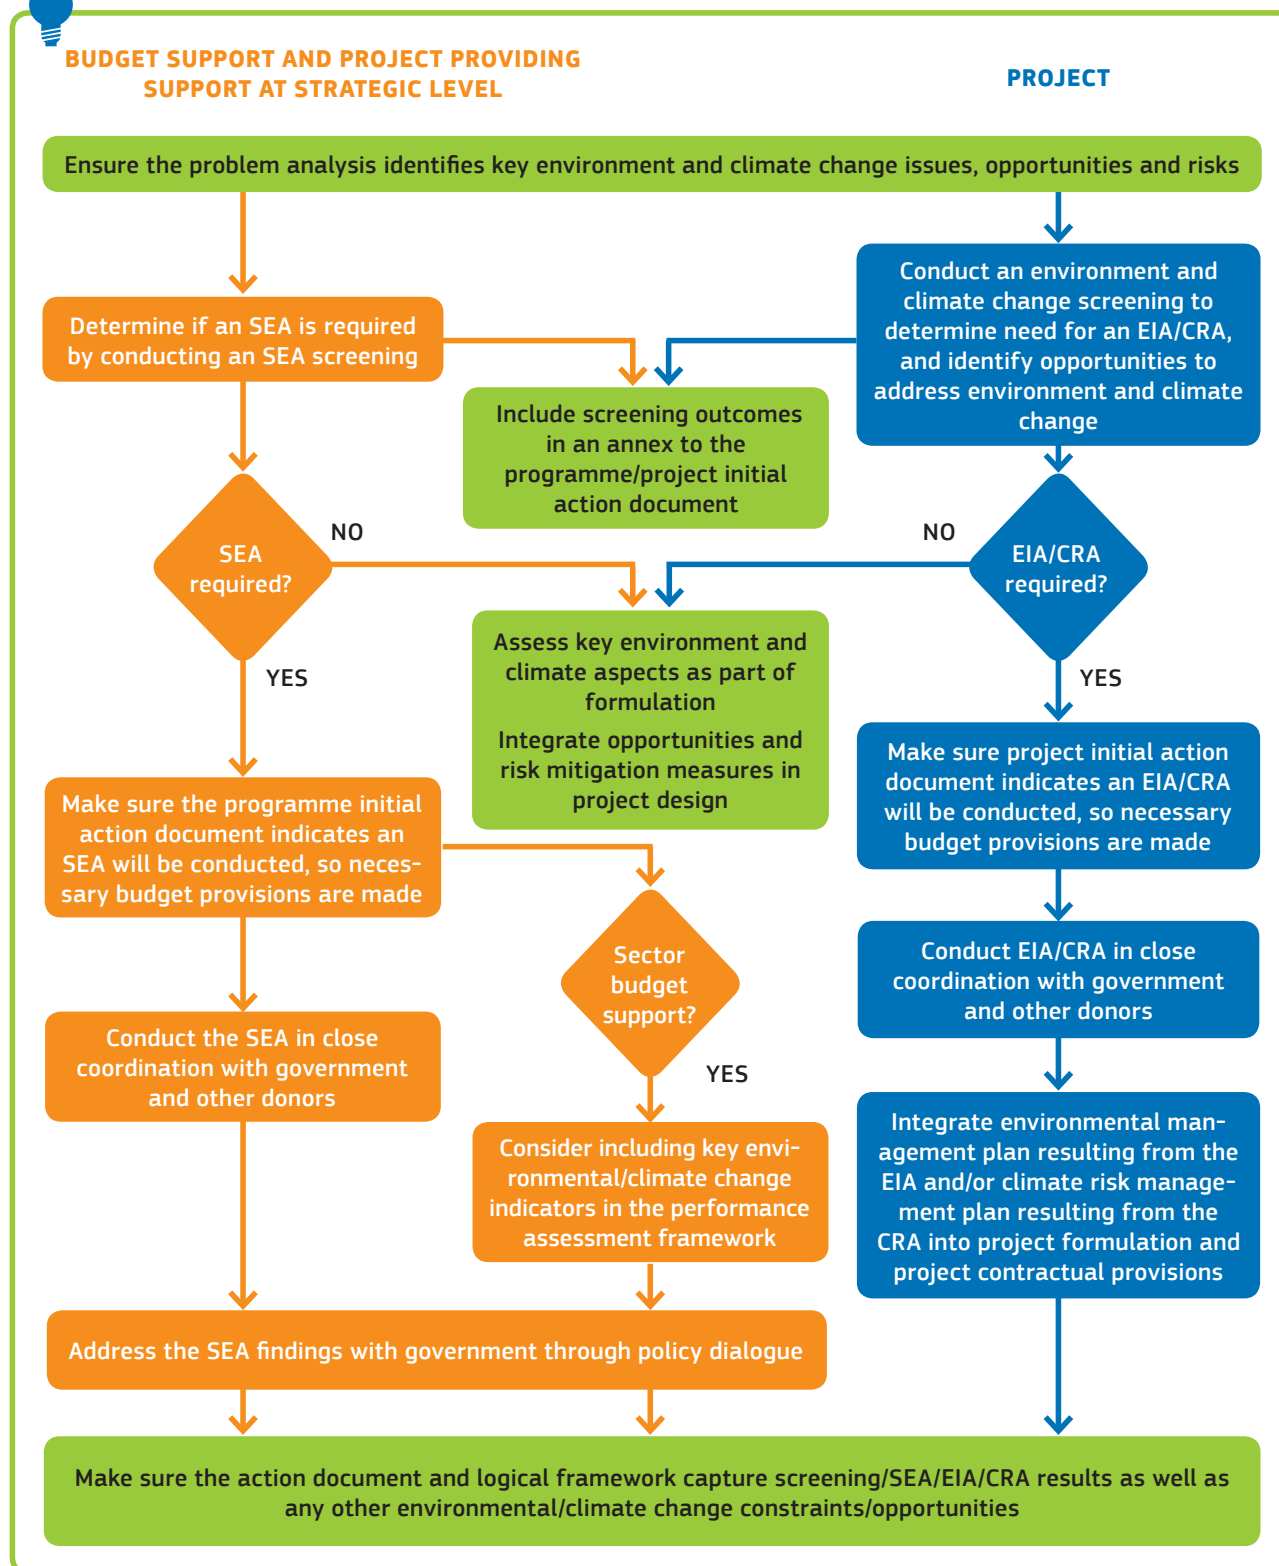 BUDGET SUPPORT AND PROJECT PROVIDING
SUPPORT AT STRATEGIC LEVEL
PROJECT
Ensure the problem analysis identifies key environment and climate change issues, opportunities and risks
Determine if an SEA is required
by conducting an SEA screening
Conduct an environment and
climate change screening to
determine need for an EIA/CRA,
and identify opportunities to
address environment and climate
change
Include screening outcomes
in an annex to the
programme/project initial
action document
SEA
required?
NO
YES
NO
EIA/CRA
required?
YES
Assess key environment and
climate aspects as part of
formulation
Integrate opportunities and
risk mitigation measures in
project design
Make sure the programme initial
action document indicates an
SEA will be conducted, so neces-
sary budget provisions are made
Make sure project initial action
document indicates an EIA/CRA
will be conducted, so necessary
budget provisions are made
Sector
budget
support?
YES
Conduct EIA/CRA in close
coordination with government
and other donors
Conduct the SEA in close
coordination with government
and other donors
Consider including key envi-
ronmental/climate change
indicators in the performance
assessment framework
Integrate environmental man-
agement plan resulting from the
EIA and/or climate risk manage-
ment plan resulting from the
CRA into project formulation and
project contractual provisions
Address the SEA findings with government through policy dialogue
Make sure the action document and logical framework capture screening/SEA/EIA/CRA results as well as
any other environmental/climate change constraints/opportunities